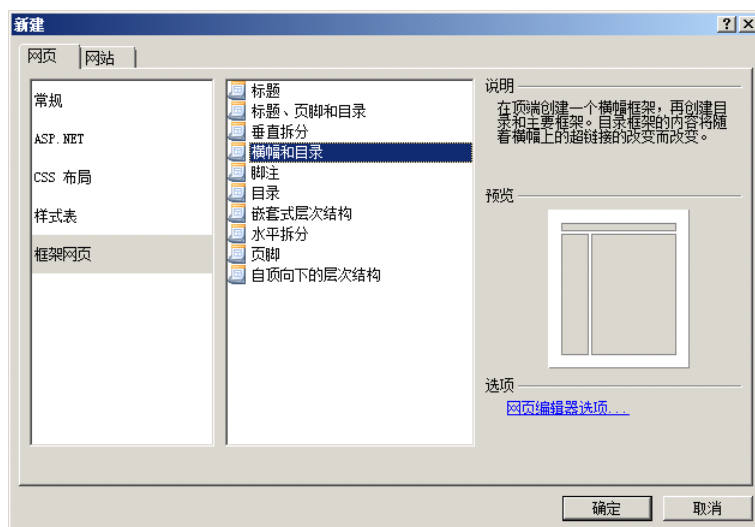 新建
网页
网站
常规
ASP.NET
CSS 布局
样式表
框架网页
标题
标题、页脚和目录
垂直拆分
横幅和目录
脚注
目录
嵌套式层次结构
水平拆分
页脚
自顶向下的层次结构
说明
在顶端创建一个横幅框架，再创建目
录和主要框架。目录框架的内容将随
着横幅上的超链接的改变而改变。
预览
选项
网页编辑器选项...
确定
取消